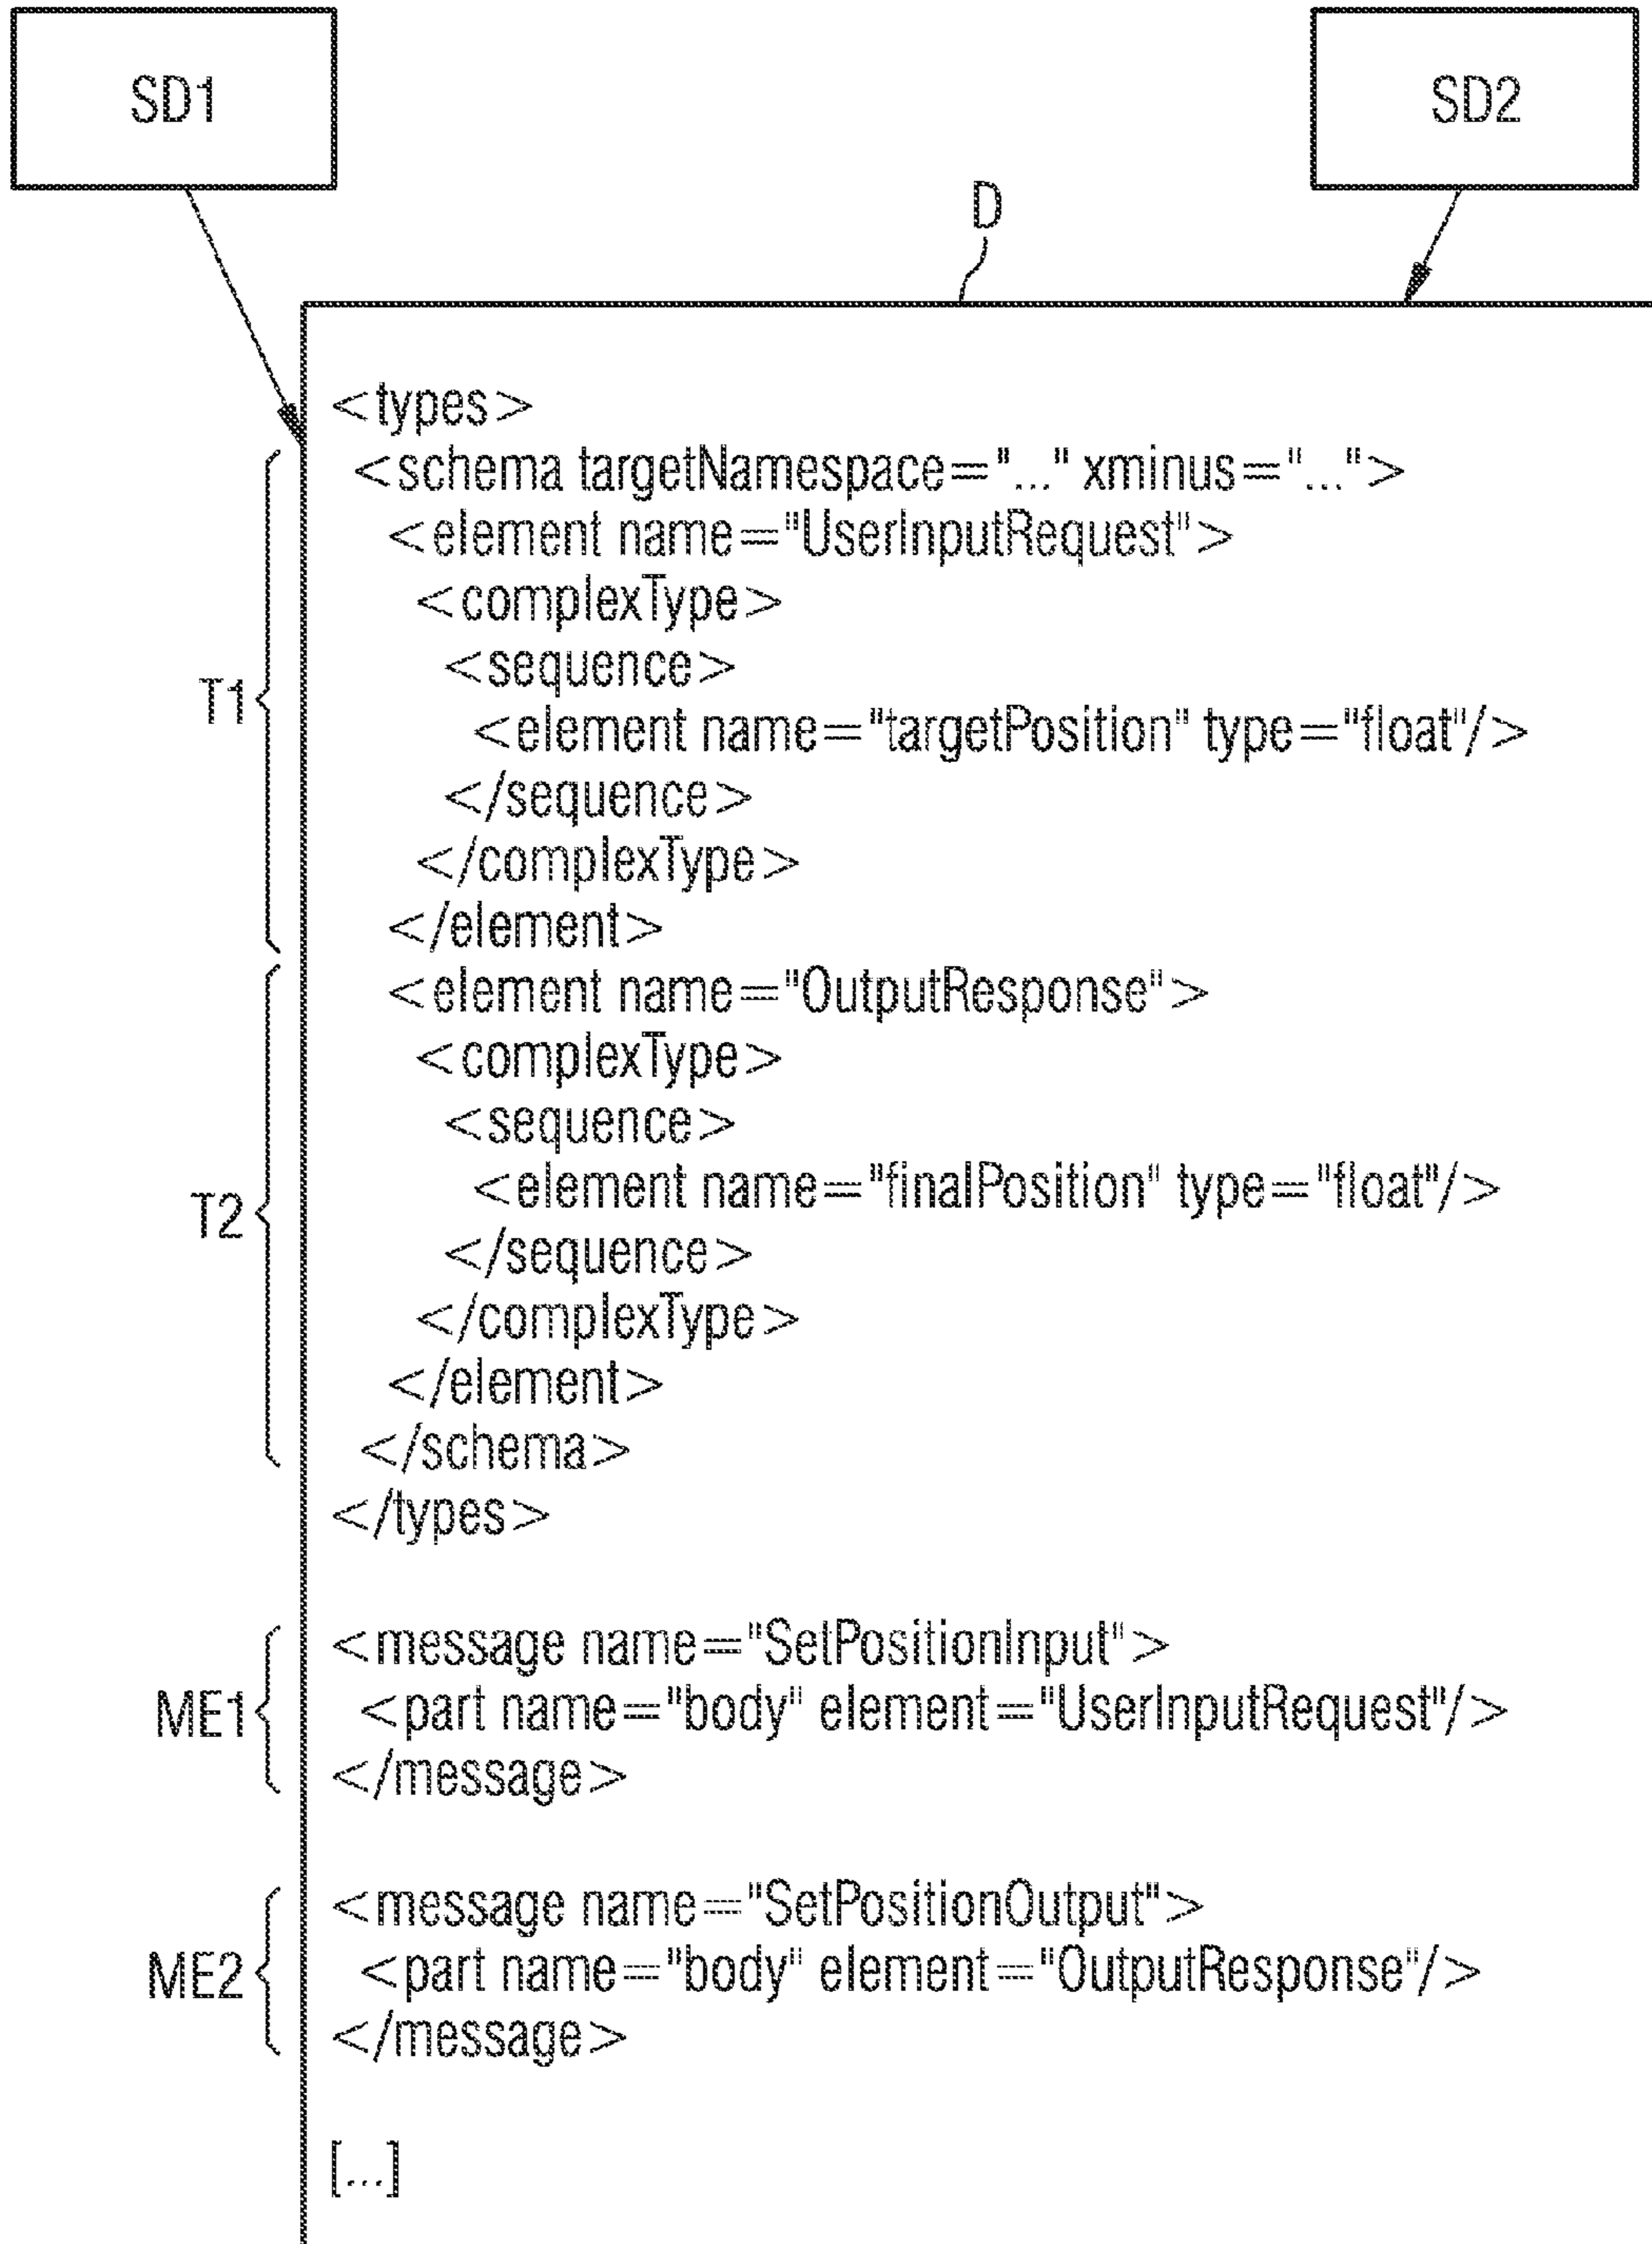 SD1
SD2
D
<types>
<schema targetNamespace="..." xminus="...">
<element name="UserInputRequest">
<complexType>
<sequence>
T1
<element name="targetPosition" type="float"/>
</sequence>
</complexType>
</element>
<element name="OutputResponse">
<complexType>
<sequence>
<element name="finalPosition" type="float"/>
T2
</sequence>
</complexType>
</element>
</schema>
</types>
<message name="SetPositionInput">
ME1
<part name="body" element="UserInputRequest"/>
</message>
<message name="SetPositionOutput">
ME2
<part name="body" element="OutputResponse"/>
</message>
[...]